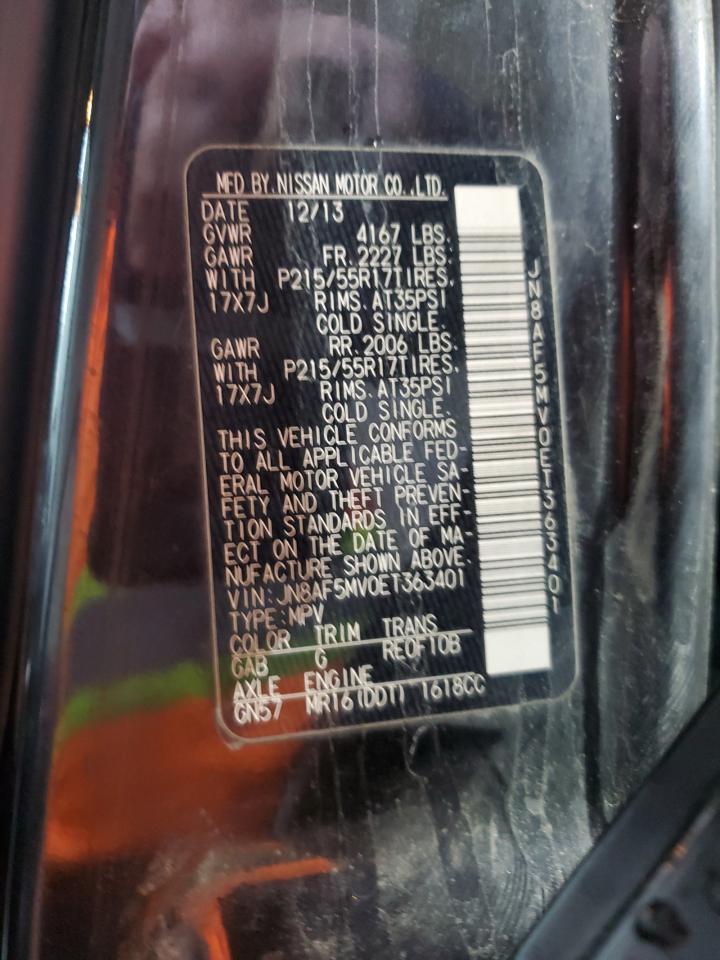 MFD BY NISSAN MOTOR CO., LTD.
DATE 12/13
GVWR 4167 LBS.
GAWR FR. 2227 LBS.
WITH P215/55R17TIRES.
17X7J RIMS. AT35PSI
COLD SINGLE.
GAWR RR. 2006 LBS.
WITH P215/55R17TIRES.
17X7J RIMS. AT35PSI
COLD SINGLE.
THIS VEHICLE CONFORMS
TO ALL APPLICABLE FED-
ERAL MOTOR VEHICLE SA-
FETY AND THEFT PREVEN-
TION STANDARDS IN EFF-
ECT ON THE DATE OF MA-
NUFACTURE SHOWN ABOVE.
VIN:JN8AF5MV0ET363401
TYPE:MPV
COLOR TRIM TRANS
GAB G RE0F10B
AXLE ENGINE
GN57 MR16(DDT) 1618CC
JN8AF5MV0ET363401